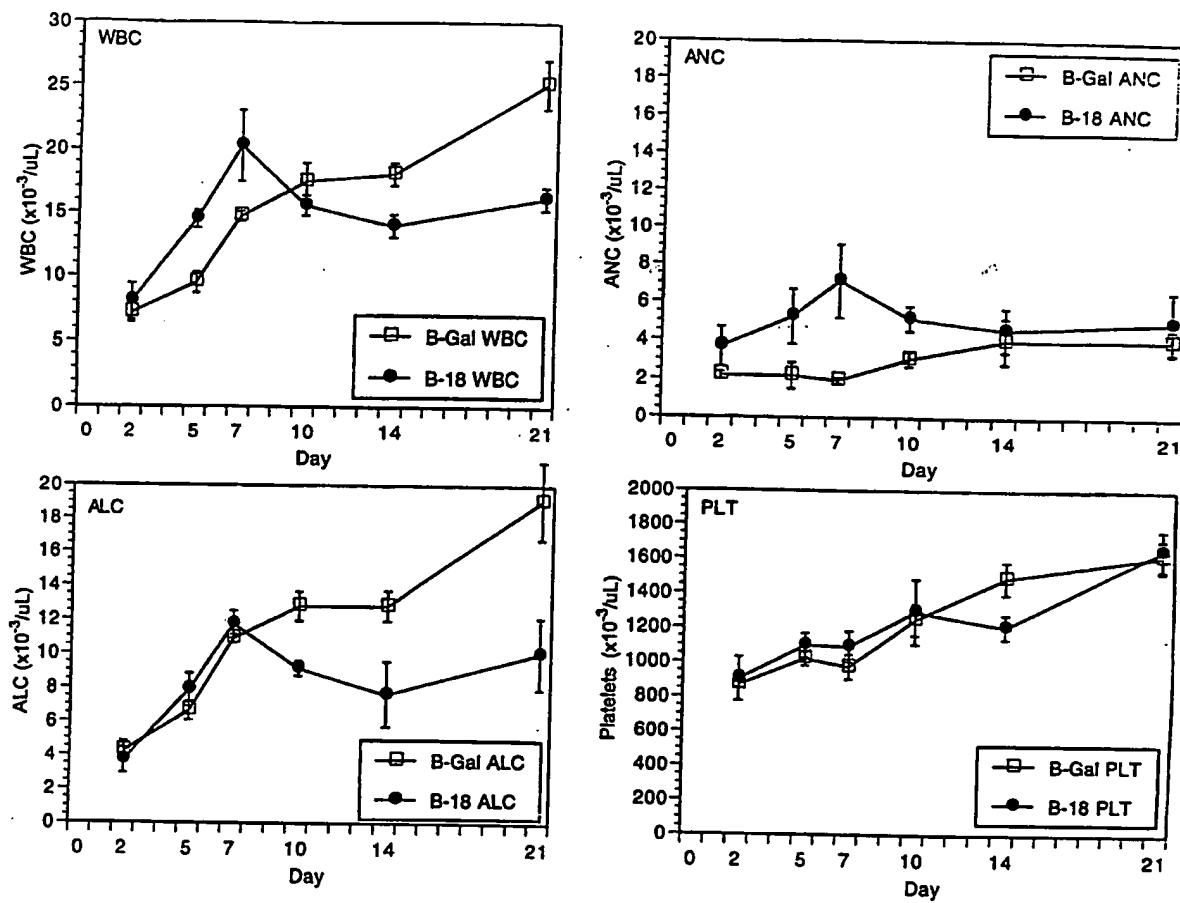 WBC
WBC (x10⁻³/uL)
30
25
20
15
10
5
0
B-Gal WBC
B-18 WBC
0 2 5 7 10 14 21
Day
ANC
ANC (x10⁻³/uL)
20
18
16
14
12
10
8
6
4
2
0
B-Gal ANC
B-18 ANC
0 2 5 7 10 14 21
Day
ALC
ALC (x10⁻³/uL)
20
18
16
14
12
10
8
6
4
2
0
B-Gal ALC
B-18 ALC
0 2 5 7 10 14 21
Day
PLT
Platelets (x10⁻³/uL)
2000
1800
1600
1400
1200
1000
800
600
400
200
0
B-Gal PLT
B-18 PLT
0 2 5 7 10 14 21
Day